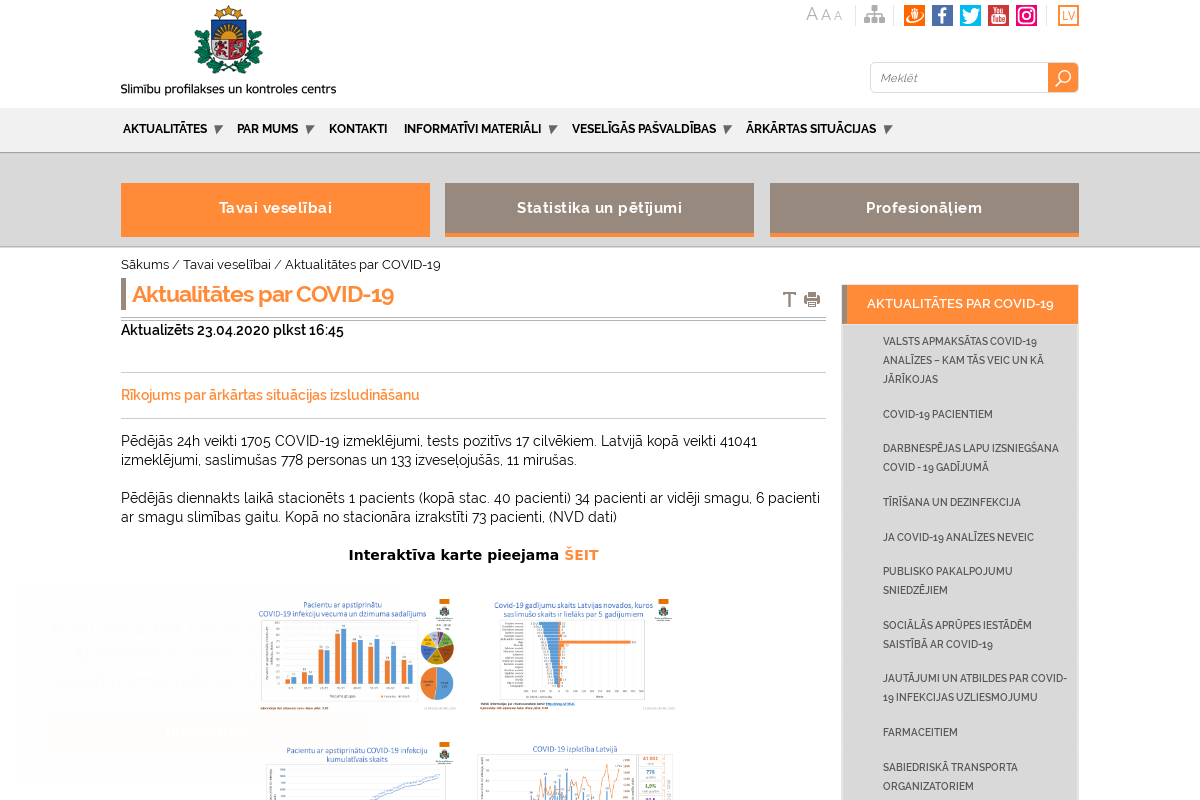 A A A
You
Tube
LV
Slimību profilakses un kontroles centrs
Meklēt
AKTUALITĀTES
PAR MUMS
KONTAKTI
INFORMATĪVI MATERIĀLI
VESELĪGĀS PAŠVALDĪBAS
ĀRKĀRTAS SITUĀCIJAS
Tavai veselībai
Statistika un pētījumi
Profesionāļiem
Sākums / Tavai veselībai / Aktualitātes par COVID-19
Aktualitātes par COVID-19
Aktualizēts 23.04.2020 plkst 16:45
Rīkojums par ārkārtas situācijas izsludināšanu
Pēdējās 24h veikti 1705 COVID-19 izmeklējumi, tests pozitīvs 17 cilvēkiem. Latvijā kopā veikti 41041
izmeklējumi, saslimušas 778 personas un 133 izveseļojušās, 11 mirušas.
Pēdējās diennakts laikā stacionēts 1 pacients (kopā stac. 40 pacienti) 34 pacienti ar vidēji smagu, 6 pacienti
ar smagu slimības gaitu. Kopā no stacionāra izrakstīti 73 pacienti, (NVD dati)
Interaktīva karte pieejama ŠEIT
Pacientu ar apstiprinātu
COVID-19 infekciju vecuma un dzimuma sadalījums
Covid-19 gadījumu skaits Latvijas novados, kuros
saslimušo skaits ir lielāks par 5 gadījumiem
Pacientu ar apstiprinātu COVID-19 infekciju
kumulatīvais skaits
COVID-19 izplatība Latvijā
AKTUALITĀTES PAR COVID-19
VALSTS APMAKSĀTAS COVID-19
ANALĪZES – KAM TĀS VEIC UN KĀ
JĀRĪKOJAS
COVID-19 PACIENTIEM
DARBNESPĒJAS LAPU IZSNIEGŠANA
COVID - 19 GADĪJUMĀ
TĪRĪŠANA UN DEZINFEKCIJA
JA COVID-19 ANALĪZES NEVEIC
PUBLISKO PAKALPOJUMU
SNIEDZĒJIEM
SOCIĀLĀS APRŪPES IESTĀDĒM
SAISTĪBĀ AR COVID-19
JAUTĀJUMI UN ATBILDES PAR COVID-
19 INFEKCIJAS UZLIESMOJUMU
FARMACEITIEM
SABIEDRISKĀ TRANSPORTA
ORGANIZATORIEM